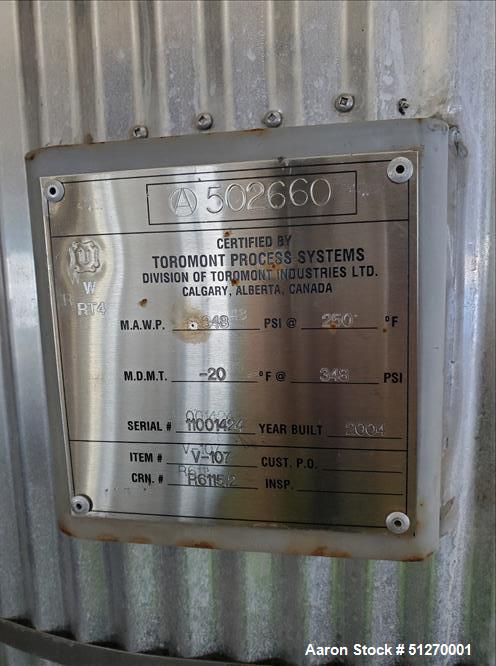 Ⓐ 502660
CERTIFIED BY
TOROMONT PROCESS SYSTEMS
DIVISION OF TOROMONT INDUSTRIES LTD.
CALGARY, ALBERTA, CANADA
U
W
RT4
M.A.W.P. 348 PSI @ 250 °F
M.D.M.T. -20 °F @ 348 PSI
SERIAL # 11001424 YEAR BUILT 2004
ITEM # V-107 CUST. P.O.
CRN. # R6115.2 INSP.
Aaron Stock # 51270001